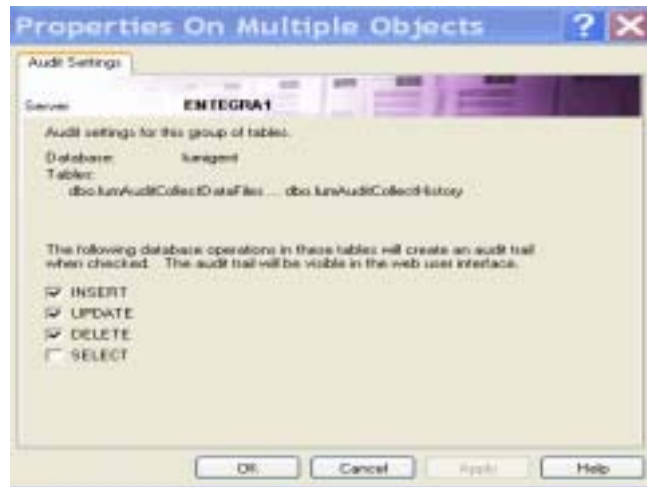 Properties On Multiple Objects
Audit Settings
Server ENTEGRA1
Audit settings for this group of tables.
Database: lumigent
Tables:
dbo.lumAuditCollectDataFiles ... dbo.lumAuditCollectHistory
The following database operations in these tables will create an audit trail
when checked. The audit trail will be visible in the web user interface.
INSERT
UPDATE
DELETE
SELECT
OK Cancel Apply Help